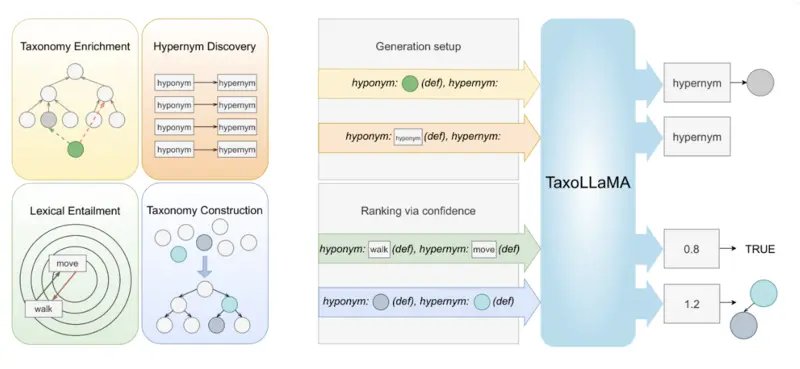 Taxonomy Enrichment
Hypernym Discovery
hyponym hypernym
hyponym hypernym
hyponym hypernym
hyponym hypernym
Lexical Entailment
move
walk
Taxonomy Construction
Generation setup
hyponym: (def), hypernym:
hyponym: hyponym (def), hypernym:
Ranking via confidence
hyponym: walk (def), hypernym: move (def)
hyponym: (def), hypernym: (def)
TaxoLLaMA
hypernym
hypernym
0.8 TRUE
1.2